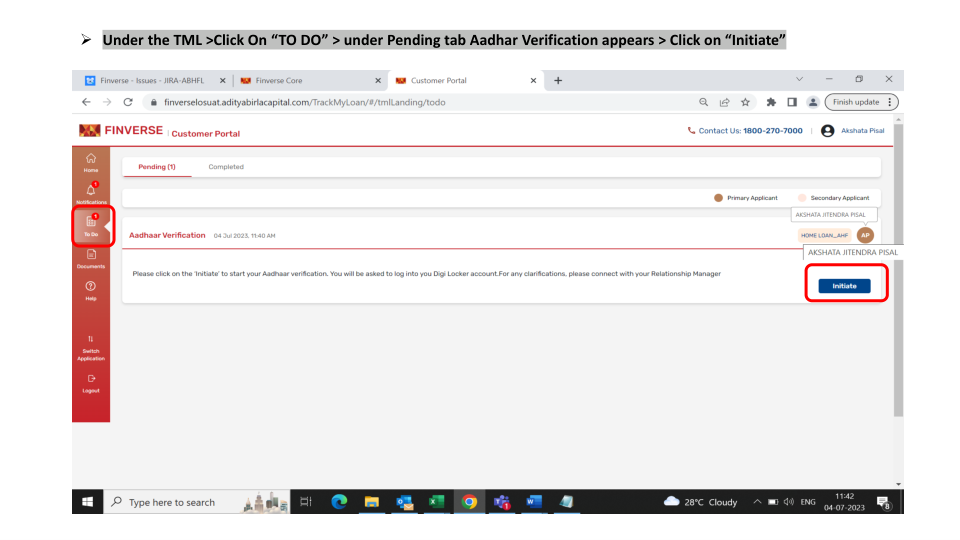 ➢ Under the TML >Click On “TO DO” > under Pending tab Aadhar Verification appears > Click on “Initiate”
Finverse - Issues - JIRA-ABHFL
Finverse Core
Customer Portal
finverselosuat.adityabirlacapital.com/TrackMyLoan/#/tmlLanding/todo
Finish update
FINVERSE | Customer Portal
Contact Us: 1800-270-7000
Akshata Pisal
Home
Pending (1)
Completed
1
Notifications
Primary Applicant
Secondary Applicant
AKSHATA JITENDRA PISAL
1
To Do
Aadhaar Verification 04 Jul 2023, 11:40 AM
HOME LOAN_AHF
AP
AKSHATA JITENDRA PISAL
Documents
Please click on the 'Initiate' to start your Aadhaar verification. You will be asked to log into you Digi Locker account.For any clarifications, please connect with your Relationship Manager
Initiate
Help
Switch
Application
Logout
Type here to search
28°C Cloudy
ENG
11:42
04-07-2023
8